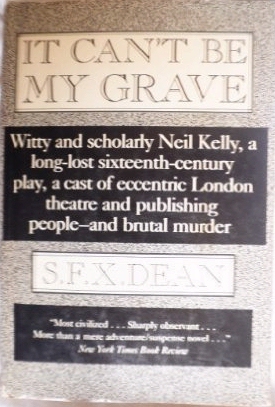 IT CAN'T BE
MY GRAVE
Witty and scholarly Neil Kelly, a
long-lost sixteenth-century
play, a cast of eccentric London
theatre and publishing
people—and brutal murder
S.F.X.DEAN
"Most civilized . . . Sharply observant . . .
More than a mere adventure/suspense novel . . ."
New York Times Book Review